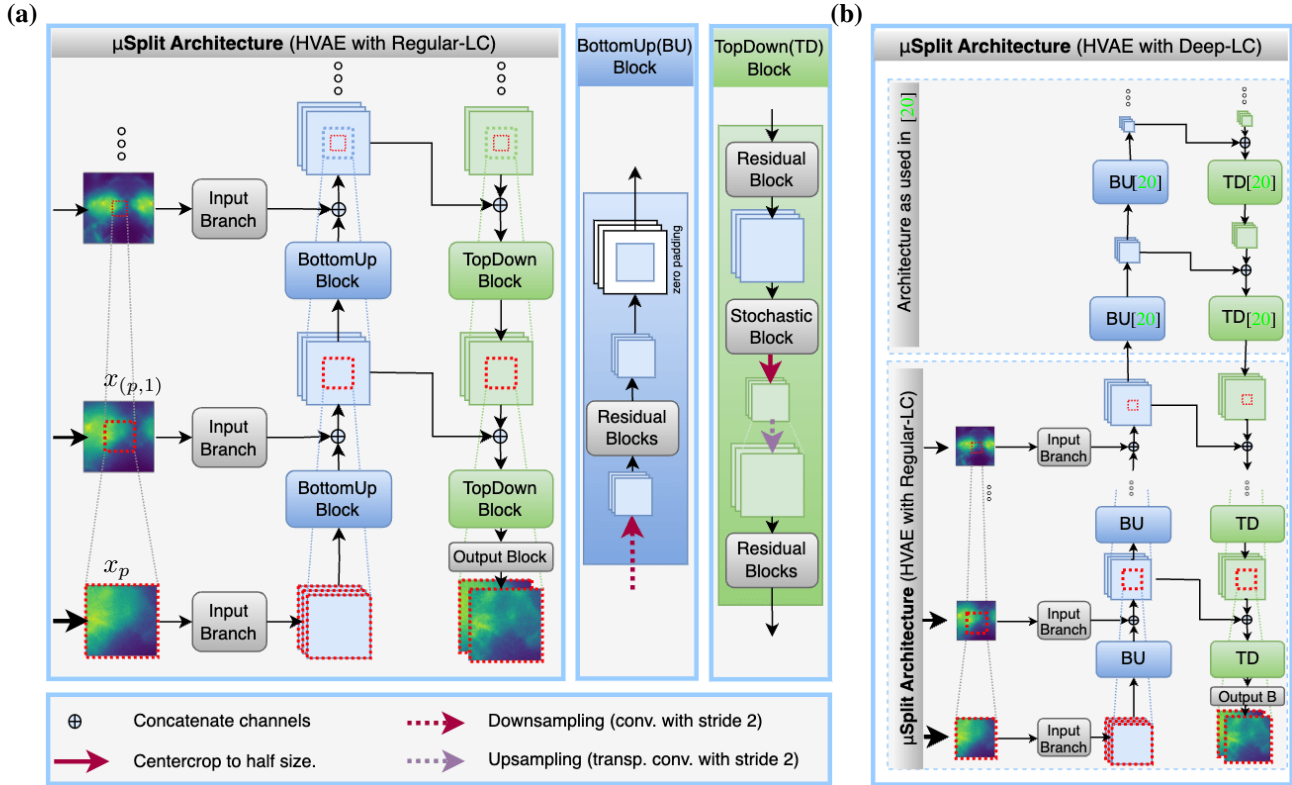 (a)
µSplit Architecture (HVAE with Regular-LC)
Input
Branch
BottomUp
Block
TopDown
Block
x(p,1)
Input
Branch
BottomUp
Block
TopDown
Block
Output Block
xp
Input
Branch
BottomUp(BU)
Block
zero padding
Residual
Blocks
TopDown(TD)
Block
Residual
Block
Stochastic
Block
Residual
Blocks
⊕ Concatenate channels
Centercrop to half size.
Downsampling (conv. with stride 2)
Upsampling (transp. conv. with stride 2)
(b)
µSplit Architecture (HVAE with Deep-LC)
Architecture as used in [20]
BU[20]
TD[20]
BU[20]
TD[20]
µSplit Architecture (HVAE with Regular-LC)
Input
Branch
BU
TD
Input
Branch
BU
TD
Output B
Input
Branch